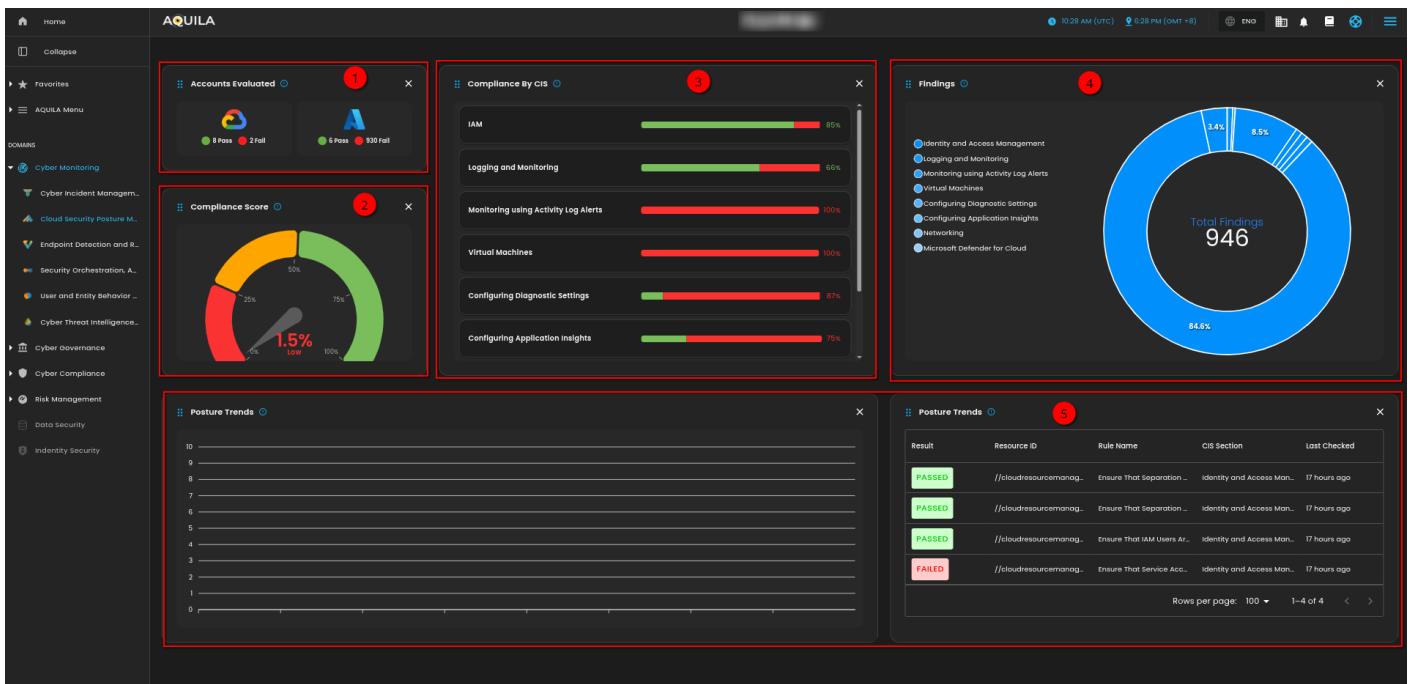 Home
AQUILA
10:28 AM (UTC)
6:28 PM (GMT +8)
ENG
Collapse
Favorites
AQUILA Menu
DOMAINS
Cyber Monitoring
Cyber Incident Managem...
Cloud Security Posture M...
Endpoint Detection and R...
Security Orchestration, A...
User and Entity Behavior ...
Cyber Threat Intelligence...
Cyber Governance
Cyber Compliance
Risk Management
Data Security
Indentity Security
Accounts Evaluated
1
8 Pass
2 Fail
6 Pass
930 Fail
Compliance Score
2
0%
25%
50%
75%
100%
1.5%
Low
Compliance By CIS
3
IAM
85%
Logging and Monitoring
66%
Monitoring using Activity Log Alerts
100%
Virtual Machines
100%
Configuring Diagnostic Settings
87%
Configuring Application Insights
75%
Findings
4
Identity and Access Management
Logging and Monitoring
Monitoring using Activity Log Alerts
Virtual Machines
Configuring Diagnostic Settings
Configuring Application Insights
Networking
Microsoft Defender for Cloud
3.4%
8.5%
Total Findings
946
84.6%
Posture Trends
10
9
8
7
6
5
4
3
2
1
0
Posture Trends
5
Result Resource ID Rule Name CIS Section Last Checked
PASSED //cloudresourcemanag... Ensure That Separation ... Identity and Access Man... 17 hours ago
PASSED //cloudresourcemanag... Ensure That Separation ... Identity and Access Man... 17 hours ago
PASSED //cloudresourcemanag... Ensure That IAM Users Ar... Identity and Access Man... 17 hours ago
FAILED //cloudresourcemanag... Ensure That Service Acc... Identity and Access Man... 17 hours ago
Rows per page: 100 1–4 of 4